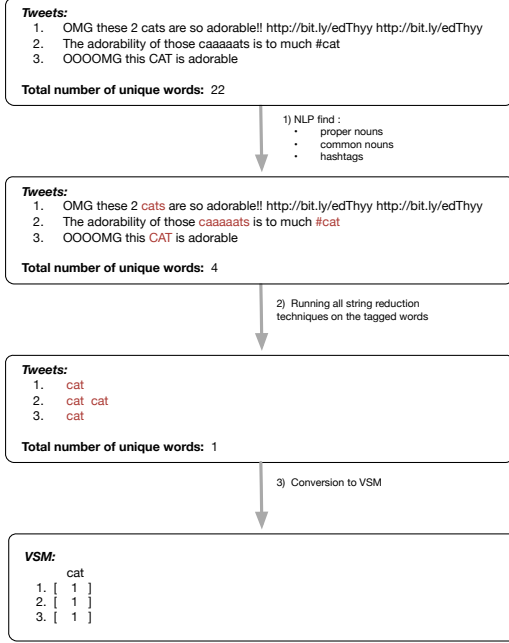 Tweets:
1. OMG these 2 cats are so adorable!! http://bit.ly/edThyy http://bit.ly/edThyy
2. The adorability of those caaaaats is to much #cat
3. OOOOMG this CAT is adorable
Total number of unique words: 22
1) NLP find :
• proper nouns
• common nouns
• hashtags
Tweets:
1. OMG these 2 cats are so adorable!! http://bit.ly/edThyy http://bit.ly/edThyy
2. The adorability of those caaaaats is to much #cat
3. OOOOMG this CAT is adorable
Total number of unique words: 4
2) Running all string reduction
techniques on the tagged words
Tweets:
1. cat
2. cat cat
3. cat
Total number of unique words: 1
3) Conversion to VSM
VSM:
cat
1. [ 1 ]
2. [ 1 ]
3. [ 1 ]